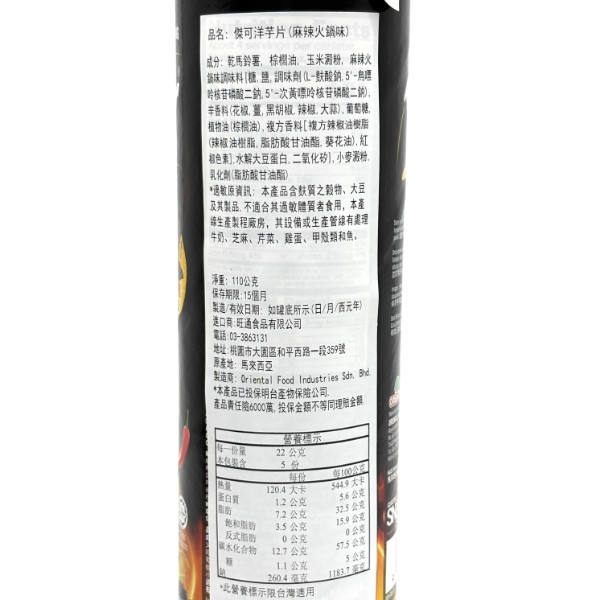 品名: 傑可洋芋片(麻辣火鍋味)
成分: 乾馬鈴薯, 棕櫚油, 玉米澱粉, 麻辣火
鍋味調味料[糖, 鹽, 調味劑(L-麩酸鈉, 5'-鳥嘌
呤核苷磷酸二鈉, 5'-次黃嘌呤核苷磷酸二鈉),
辛香料(花椒, 薑, 黑胡椒, 辣椒, 大蒜), 葡萄糖,
植物油(棕櫚油), 複方香料[複方辣椒油樹脂
(辣椒油樹脂, 脂肪酸甘油酯, 葵花油), 紅
椒色素], 水解大豆蛋白, 二氧化矽], 小麥澱粉,
乳化劑(脂肪酸甘油酯)
*過敏原資訊: 本產品含麩質之穀物、大豆
及其製品, 不適合其過敏體質者食用, 本產
線生產製程廠房, 其設備或生產管線有處理
牛奶、芝麻、芹菜、雞蛋、甲殼類和魚。
淨重: 110公克
保存期限: 15個月
製造/有效日期: 如罐底所示(日/月/西元年)
進口商: 旺通食品有限公司
電話: 03-3863131
地址: 桃園市大園區和平西路一段359號
原產地: 馬來西亞
製造商: Oriental Food Industries Sdn. Bhd.
*本產品已投保明台產物保險公司,
產品責任險6000萬, 投保金額不等同理賠金額
營養標示
每一份量 22 公克
本包裝含 5 份
每份 每100公克
熱量 120.4 大卡 544.9 大卡
蛋白質 1.2 公克 5.6 公克
脂肪 7.2 公克 32.5 公克
飽和脂肪 3.5 公克 15.9 公克
反式脂肪 0 公克 0 公克
碳水化合物 12.7 公克 57.5 公克
糖 1.1 公克 5 公克
鈉 260.4 毫克 1183.7 毫克
*此營養標示限台灣適用